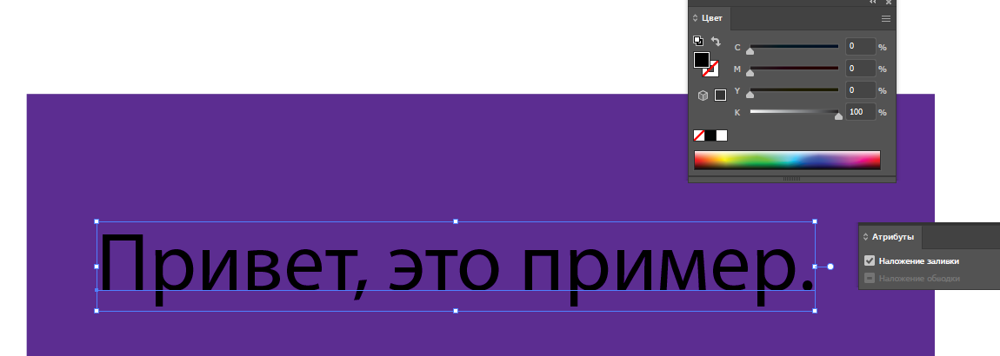 Цвет
C 0 %
M 0 %
Y 0 %
K 100 %
Привет, это пример.
Атрибуты
Наложение заливки
Наложение обводки